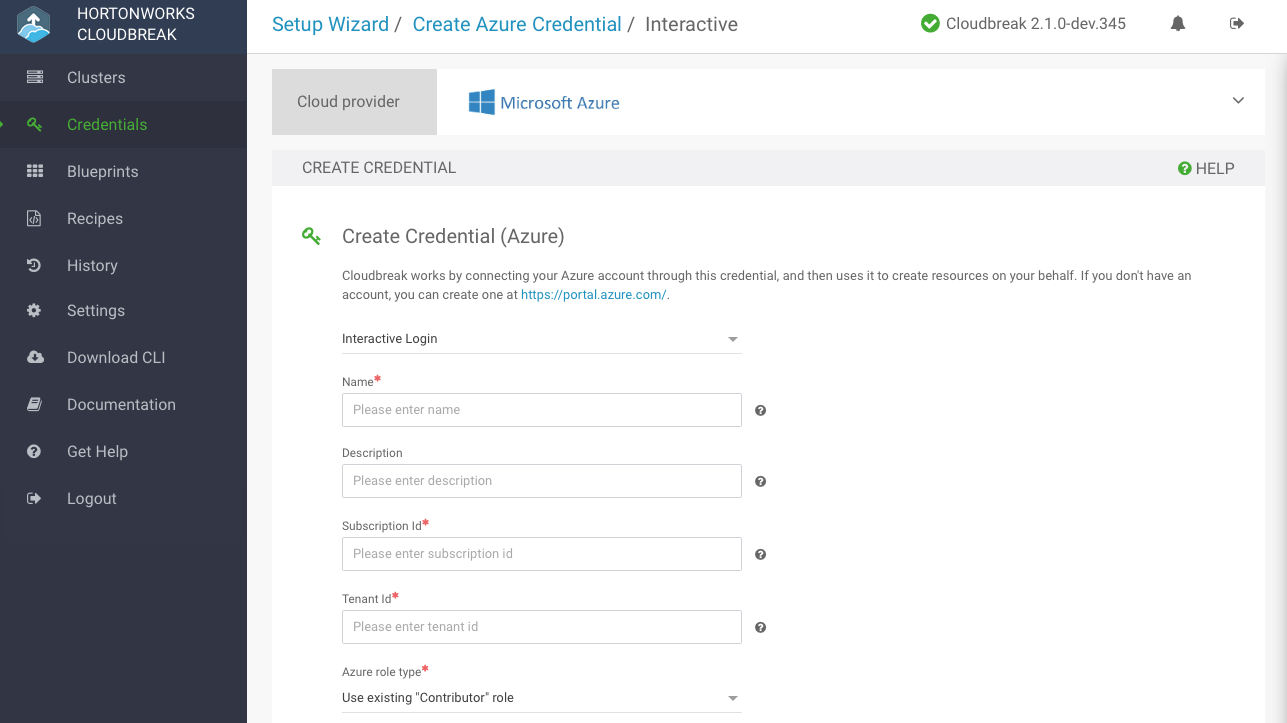 HORTONWORKS
CLOUDBREAK
Clusters
Credentials
Blueprints
Recipes
History
Settings
Download CLI
Documentation
Get Help
Logout
Setup Wizard / Create Azure Credential / Interactive
Cloudbreak 2.1.0-dev.345
Cloud provider
Microsoft Azure
CREATE CREDENTIAL
HELP
Create Credential (Azure)
Cloudbreak works by connecting your Azure account through this credential, and then uses it to create resources on your behalf. If you don't have an
account, you can create one at https://portal.azure.com/.
Interactive Login
Name*
Please enter name
Description
Please enter description
Subscription Id*
Please enter subscription id
Tenant Id*
Please enter tenant id
Azure role type*
Use existing "Contributor" role